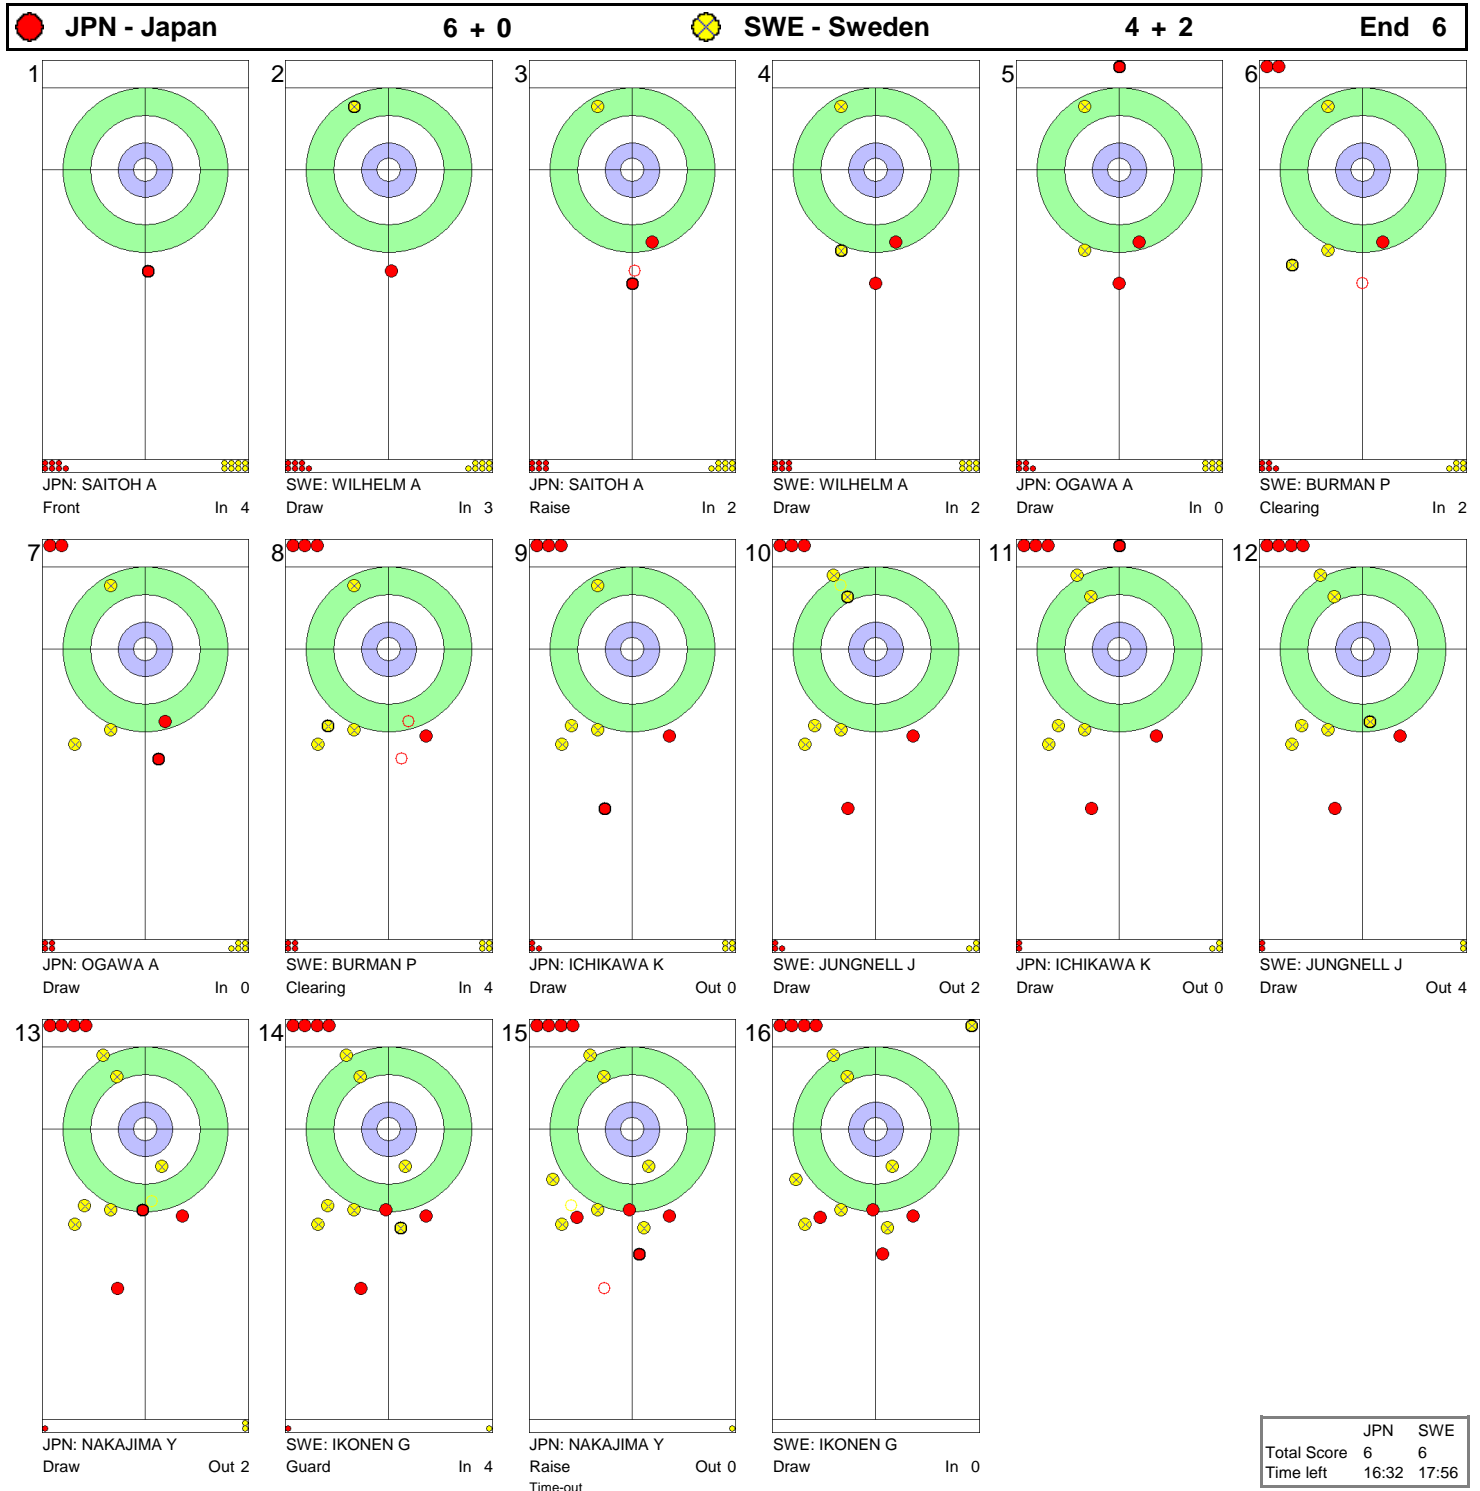 JPN - Japan 6 + 0 SWE - Sweden 4 + 2 End 6
1 2 3 4 5 6
JPN: SAITOH A SWE: WILHELM A JPN: SAITOH A SWE: WILHELM A JPN: OGAWA A SWE: BURMAN P
Front In 4 Draw In 3 Raise In 2 Draw In 2 Draw In 0 Clearing In 2
7 8 9 10 11 12
JPN: OGAWA A SWE: BURMAN P JPN: ICHIKAWA K SWE: JUNGNELL J JPN: ICHIKAWA K SWE: JUNGNELL J
Draw In 0 Clearing In 4 Draw Out 0 Draw Out 2 Draw Out 0 Draw Out 4
13 14 15 16
JPN: NAKAJIMA Y SWE: IKONEN G JPN: NAKAJIMA Y SWE: IKONEN G
Draw Out 2 Guard In 4 Raise Out 0 Draw In 0
Time-out
JPN SWE
Total Score 6 6
Time left 16:32 17:56